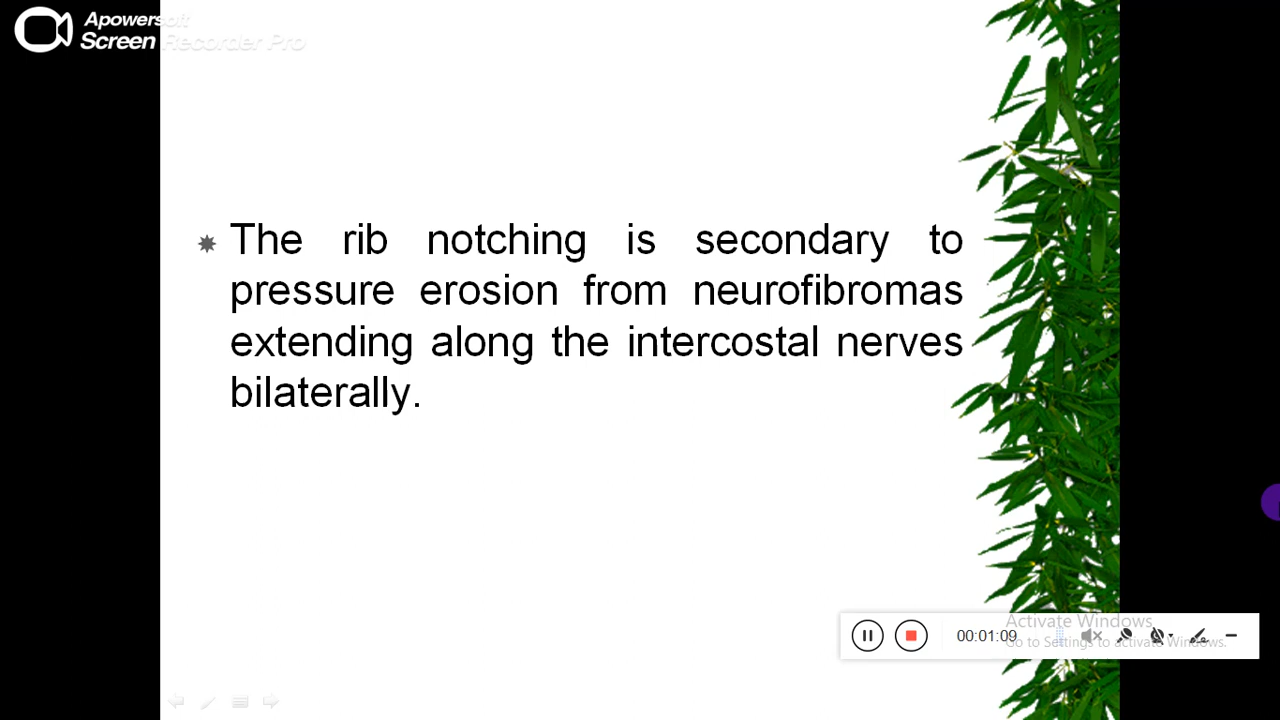 Apowersoft
Screen Recorder Pro
The rib notching is secondary to
pressure erosion from neurofibromas
extending along the intercostal nerves
bilaterally.
Activate Windows
00:01:09
Go to Settings to activate Windows.